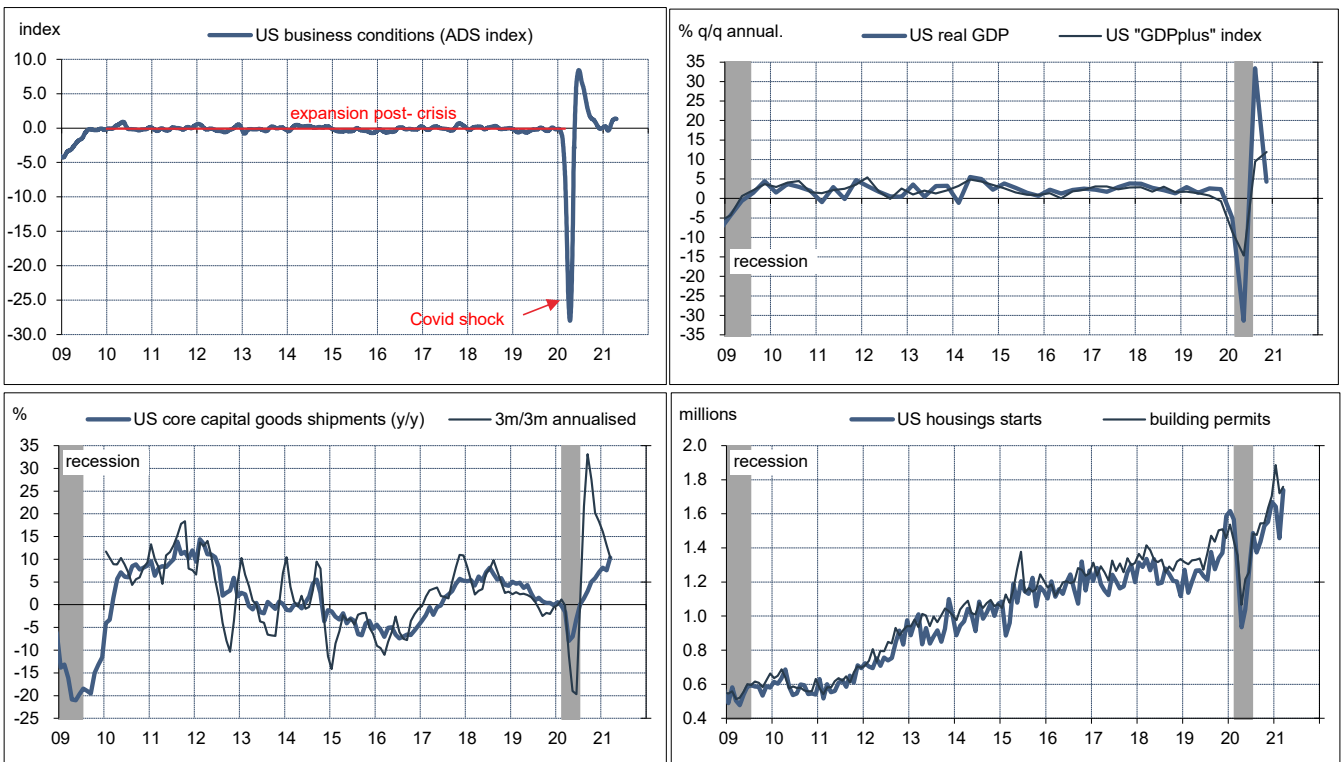 index
US business conditions (ADS index)
10.0
5.0
0.0
-5.0
-10.0
-15.0
-20.0
-25.0
-30.0
expansion post- crisis
Covid shock
09 10 11 12 13 14 15 16 17 18 19 20 21
% q/q annual.
US real GDP US "GDPplus" index
35
30
25
20
15
10
5
0
-5
-10
-15
-20
-25
-30
-35
recession
09 10 11 12 13 14 15 16 17 18 19 20 21
%
US core capital goods shipments (y/y) 3m/3m annualised
35
30
25
20
15
10
5
0
-5
-10
-15
-20
-25
recession
09 10 11 12 13 14 15 16 17 18 19 20 21
millions
US housings starts building permits
2.0
1.8
1.6
1.4
1.2
1.0
0.8
0.6
0.4
recession
09 10 11 12 13 14 15 16 17 18 19 20 21